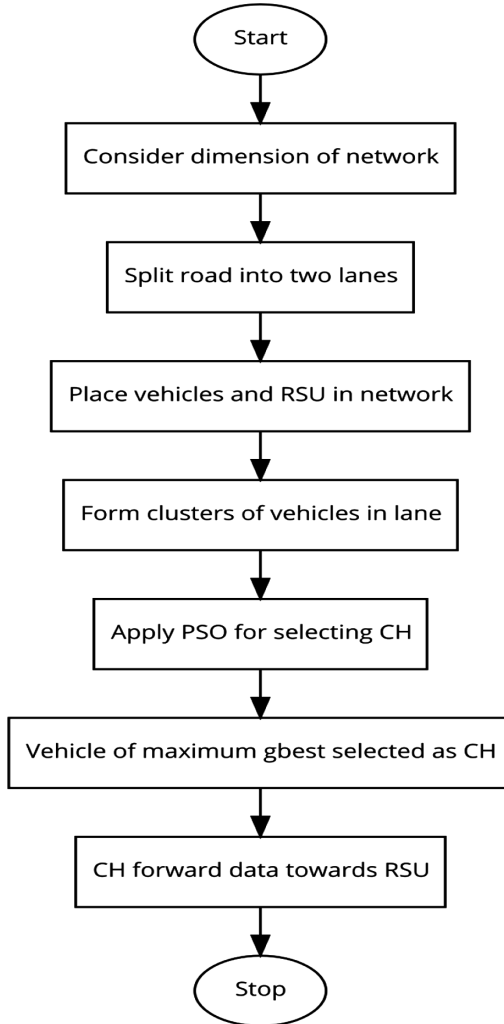 Start
Consider dimension of network
Split road into two lanes
Place vehicles and RSU in network
Form clusters of vehicles in lane
Apply PSO for selecting CH
Vehicle of maximum gbest selected as CH
CH forward data towards RSU
Stop